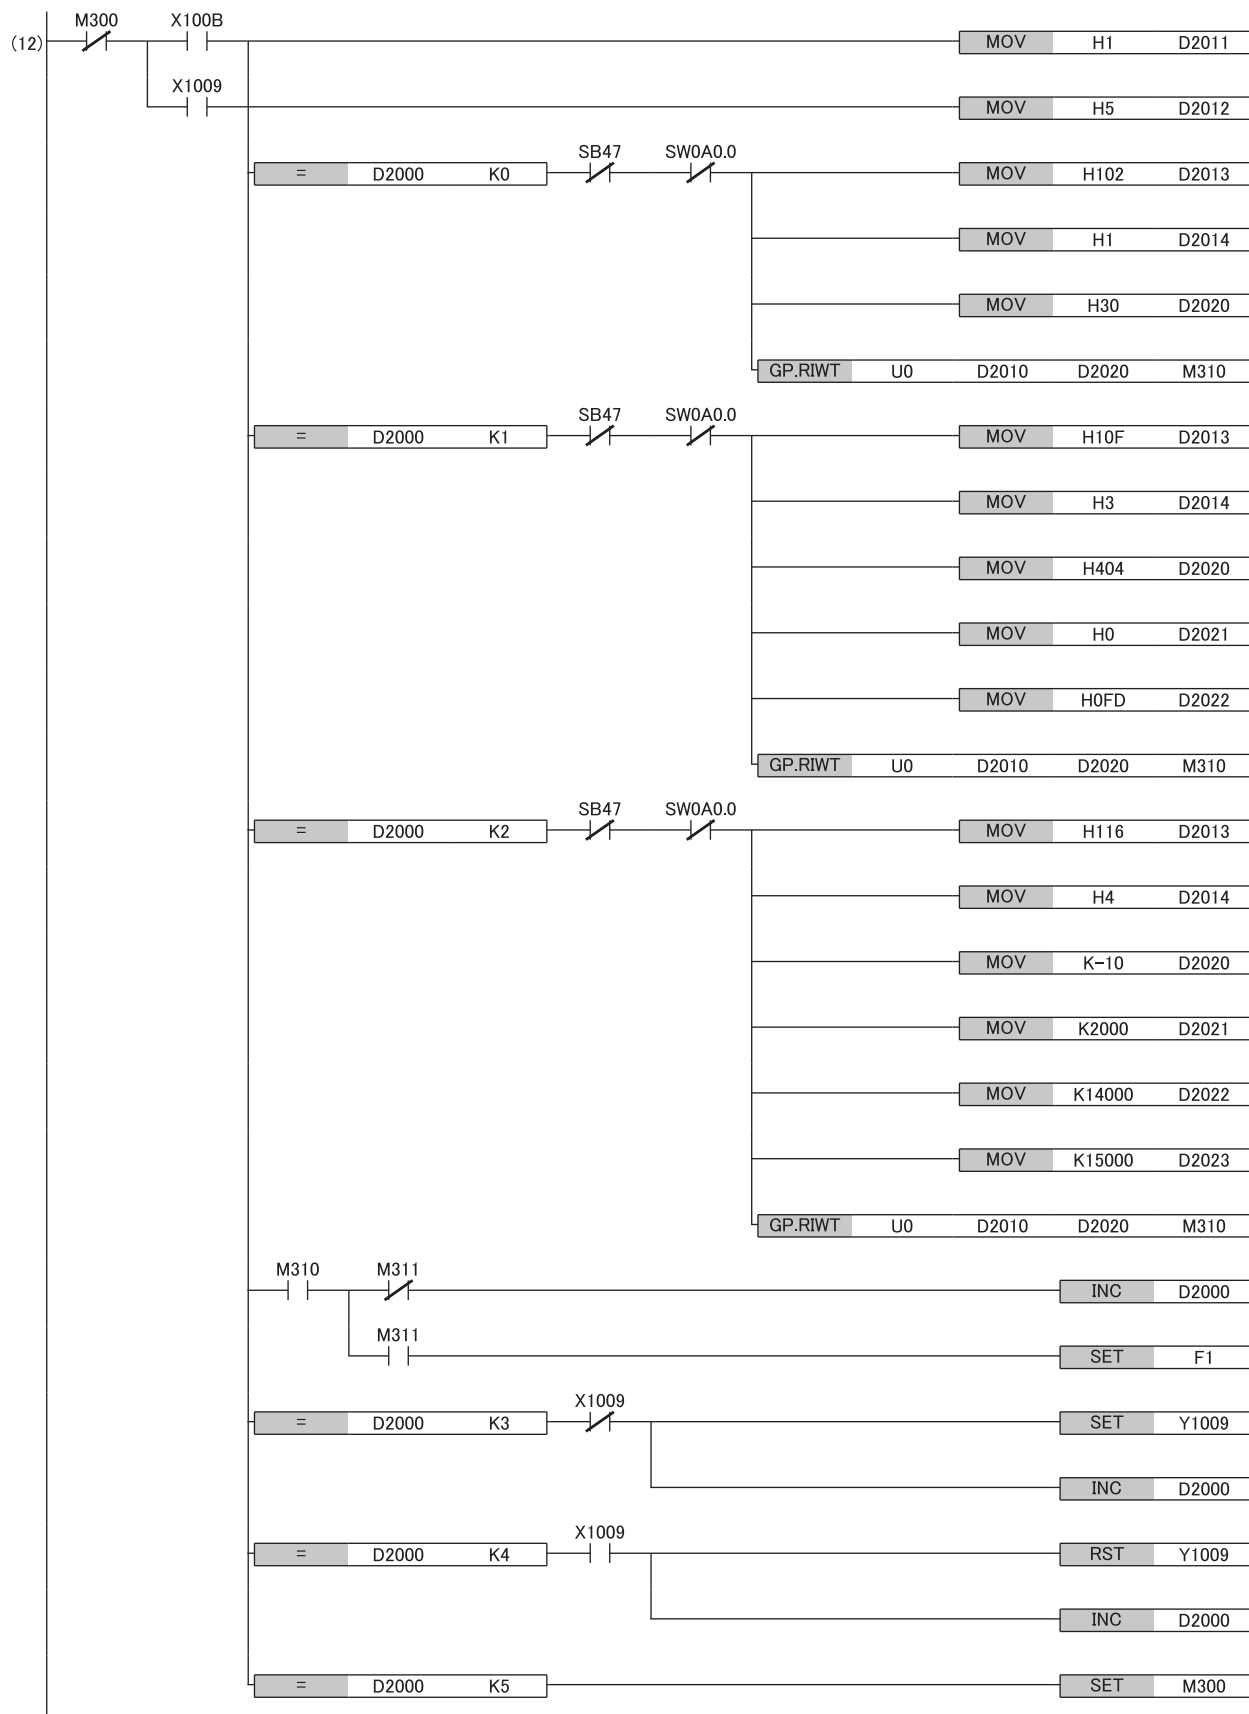 M300 X100B
(12) MOV H1 D2011
X1009
MOV H5 D2012
SB47 SW0A0.0
= D2000 K0 MOV H102 D2013
MOV H1 D2014
MOV H30 D2020
GP.RIWT U0 D2010 D2020 M310
SB47 SW0A0.0
= D2000 K1 MOV H10F D2013
MOV H3 D2014
MOV H404 D2020
MOV H0 D2021
MOV H0FD D2022
GP.RIWT U0 D2010 D2020 M310
SB47 SW0A0.0
= D2000 K2 MOV H116 D2013
MOV H4 D2014
MOV K-10 D2020
MOV K2000 D2021
MOV K14000 D2022
MOV K15000 D2023
GP.RIWT U0 D2010 D2020 M310
M310 M311
INC D2000
M311
SET F1
X1009
= D2000 K3 SET Y1009
INC D2000
X1009
= D2000 K4 RST Y1009
INC D2000
= D2000 K5 SET M300